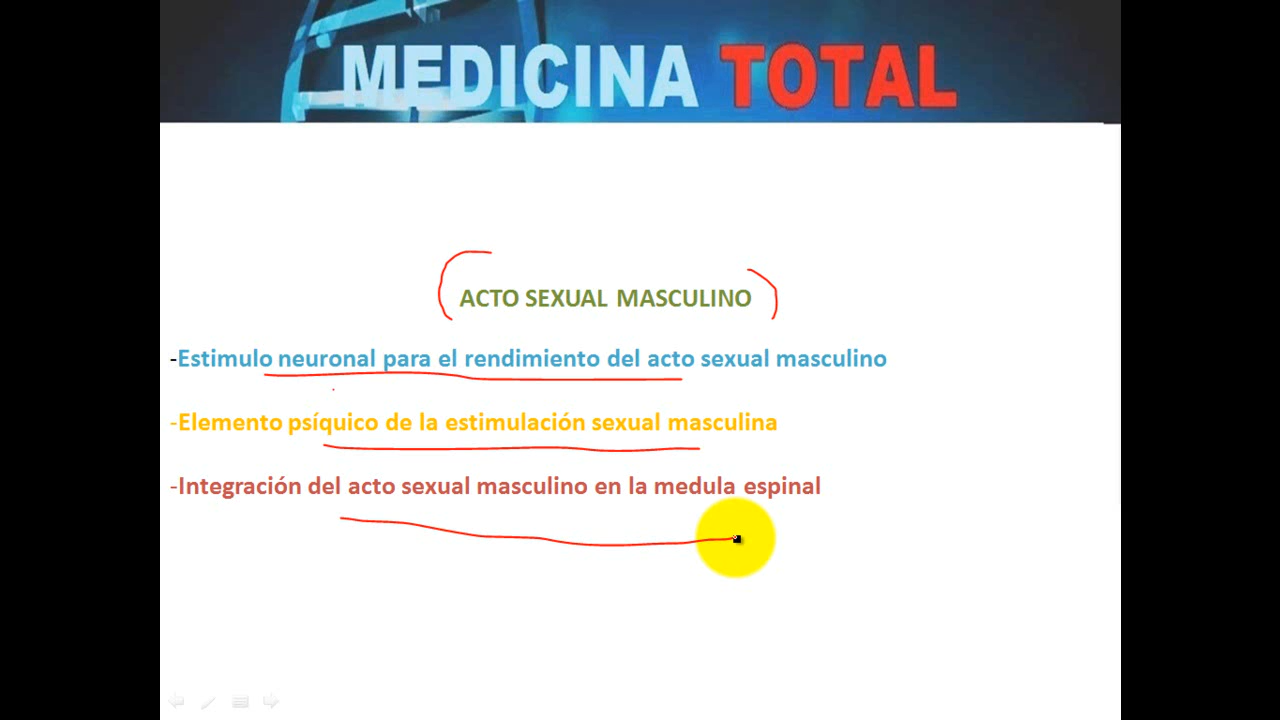 MEDICINA TOTAL
ACTO SEXUAL MASCULINO
-Estimulo neuronal para el rendimiento del acto sexual masculino
-Elemento psíquico de la estimulación sexual masculina
-Integración del acto sexual masculino en la medula espinal